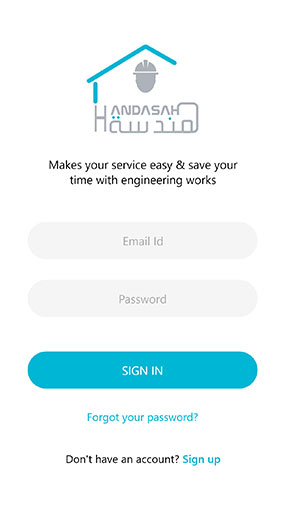 HANDASAH
هندسة
Makes your service easy & save your
time with engineering works
Email Id
Password
SIGN IN
Forgot your password?
Don't have an account? Sign up